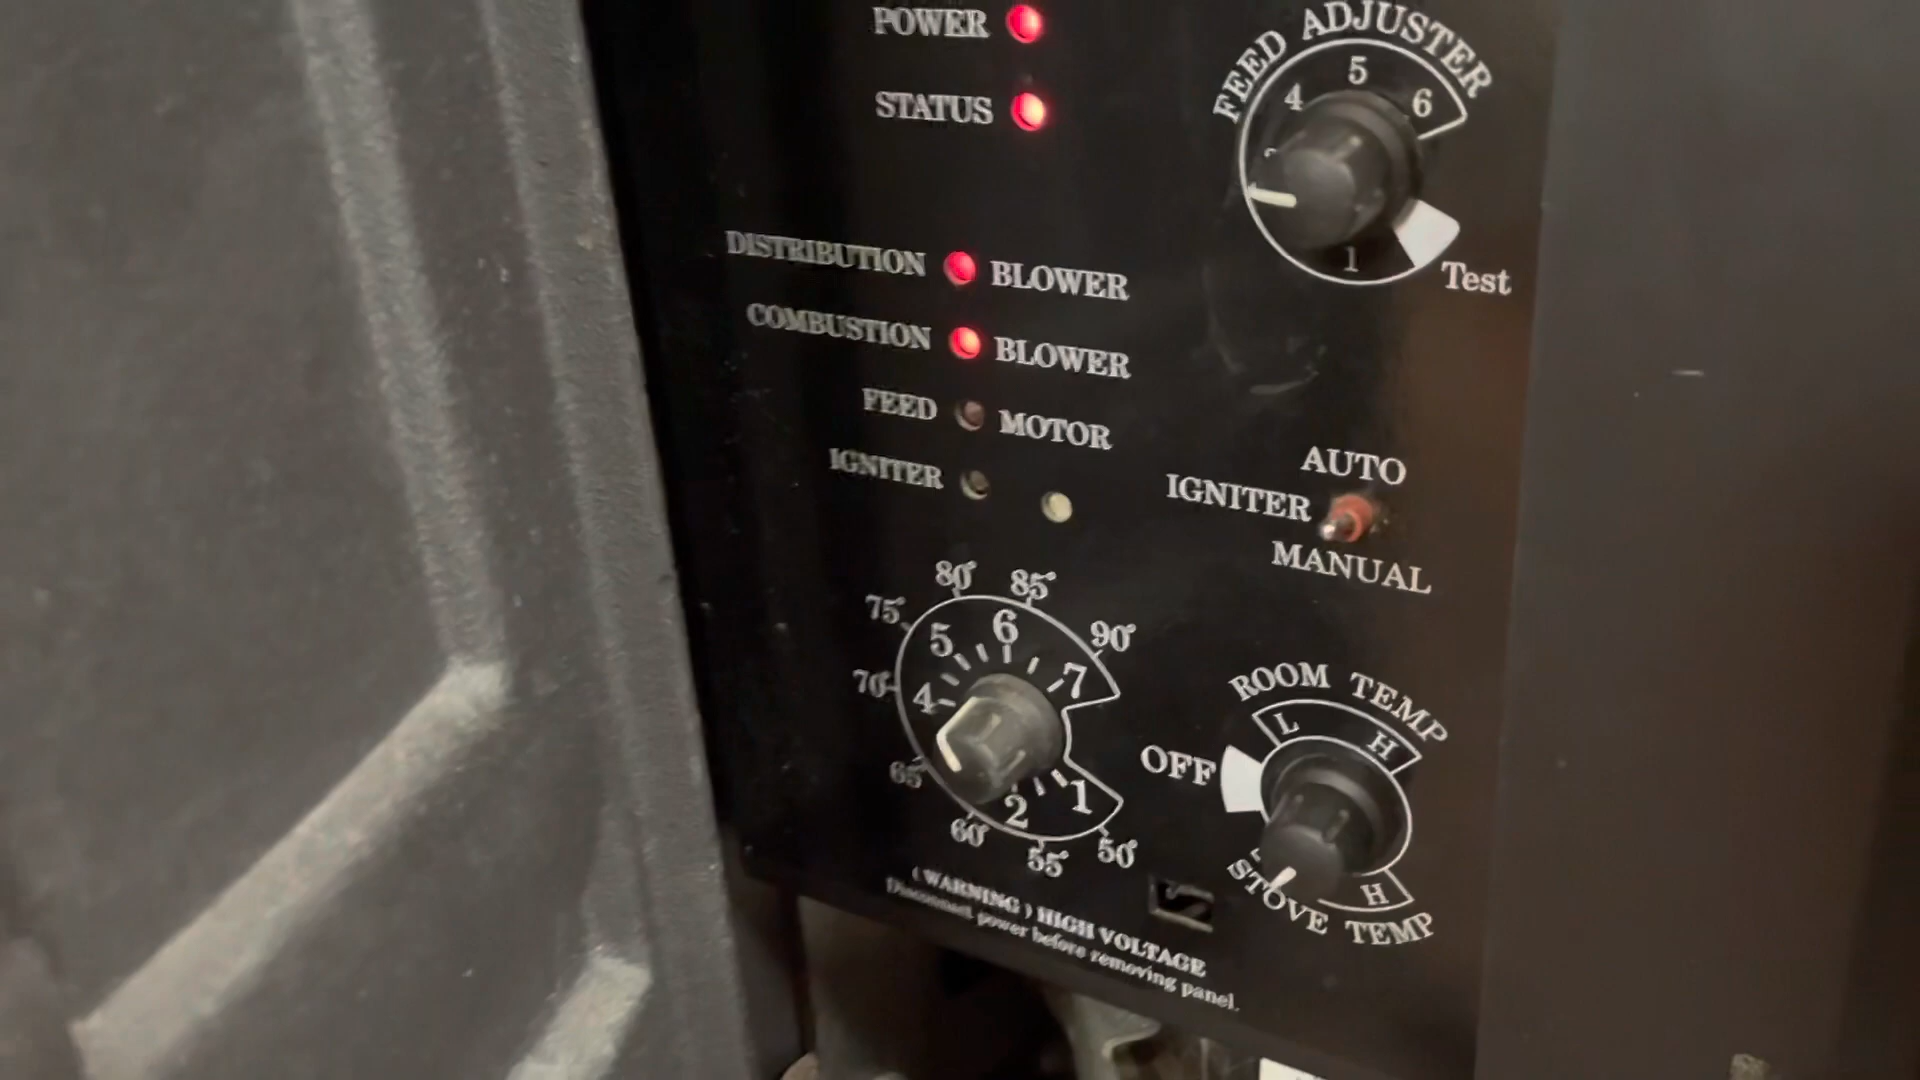 POWER
STATUS
DISTRIBUTION BLOWER
COMBUSTION BLOWER
FEED MOTOR
IGNITER
FEED ADJUSTER
4 5 6
1
Test
AUTO
IGNITER
MANUAL
80° 85°
75° 90°
70°
65°
60° 55° 50°
5 6 7
4
2 1
ROOM TEMP
L H
OFF
H
STOVE TEMP
( WARNING ) HIGH VOLTAGE
Disconnect power before removing panel.